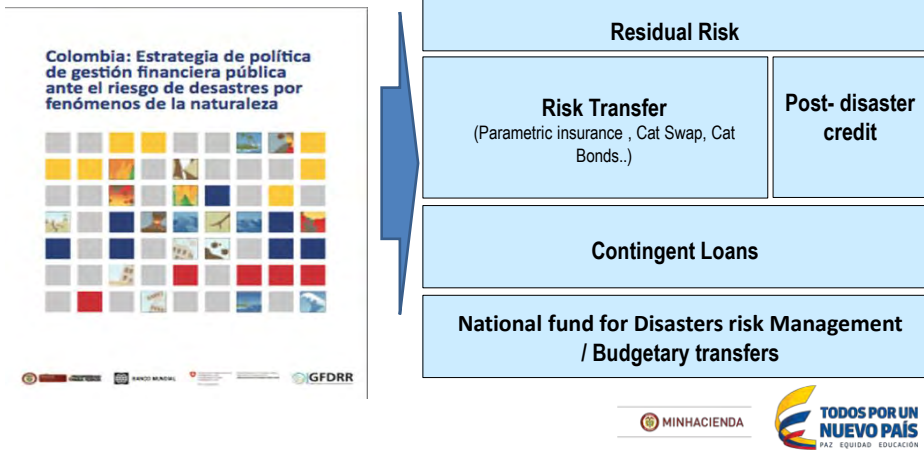 Colombia: Estrategia de política
de gestión financiera pública
ante el riesgo de desastres por
fenómenos de la naturaleza
BANCO MUNDIAL
GFDRR
Residual Risk
Risk Transfer
(Parametric insurance , Cat Swap, Cat
Bonds..)
Post- disaster
credit
Contingent Loans
National fund for Disasters risk Management
/ Budgetary transfers
MINHACIENDA
TODOS POR UN
NUEVO PAÍS
PAZ EQUIDAD EDUCACIÓN